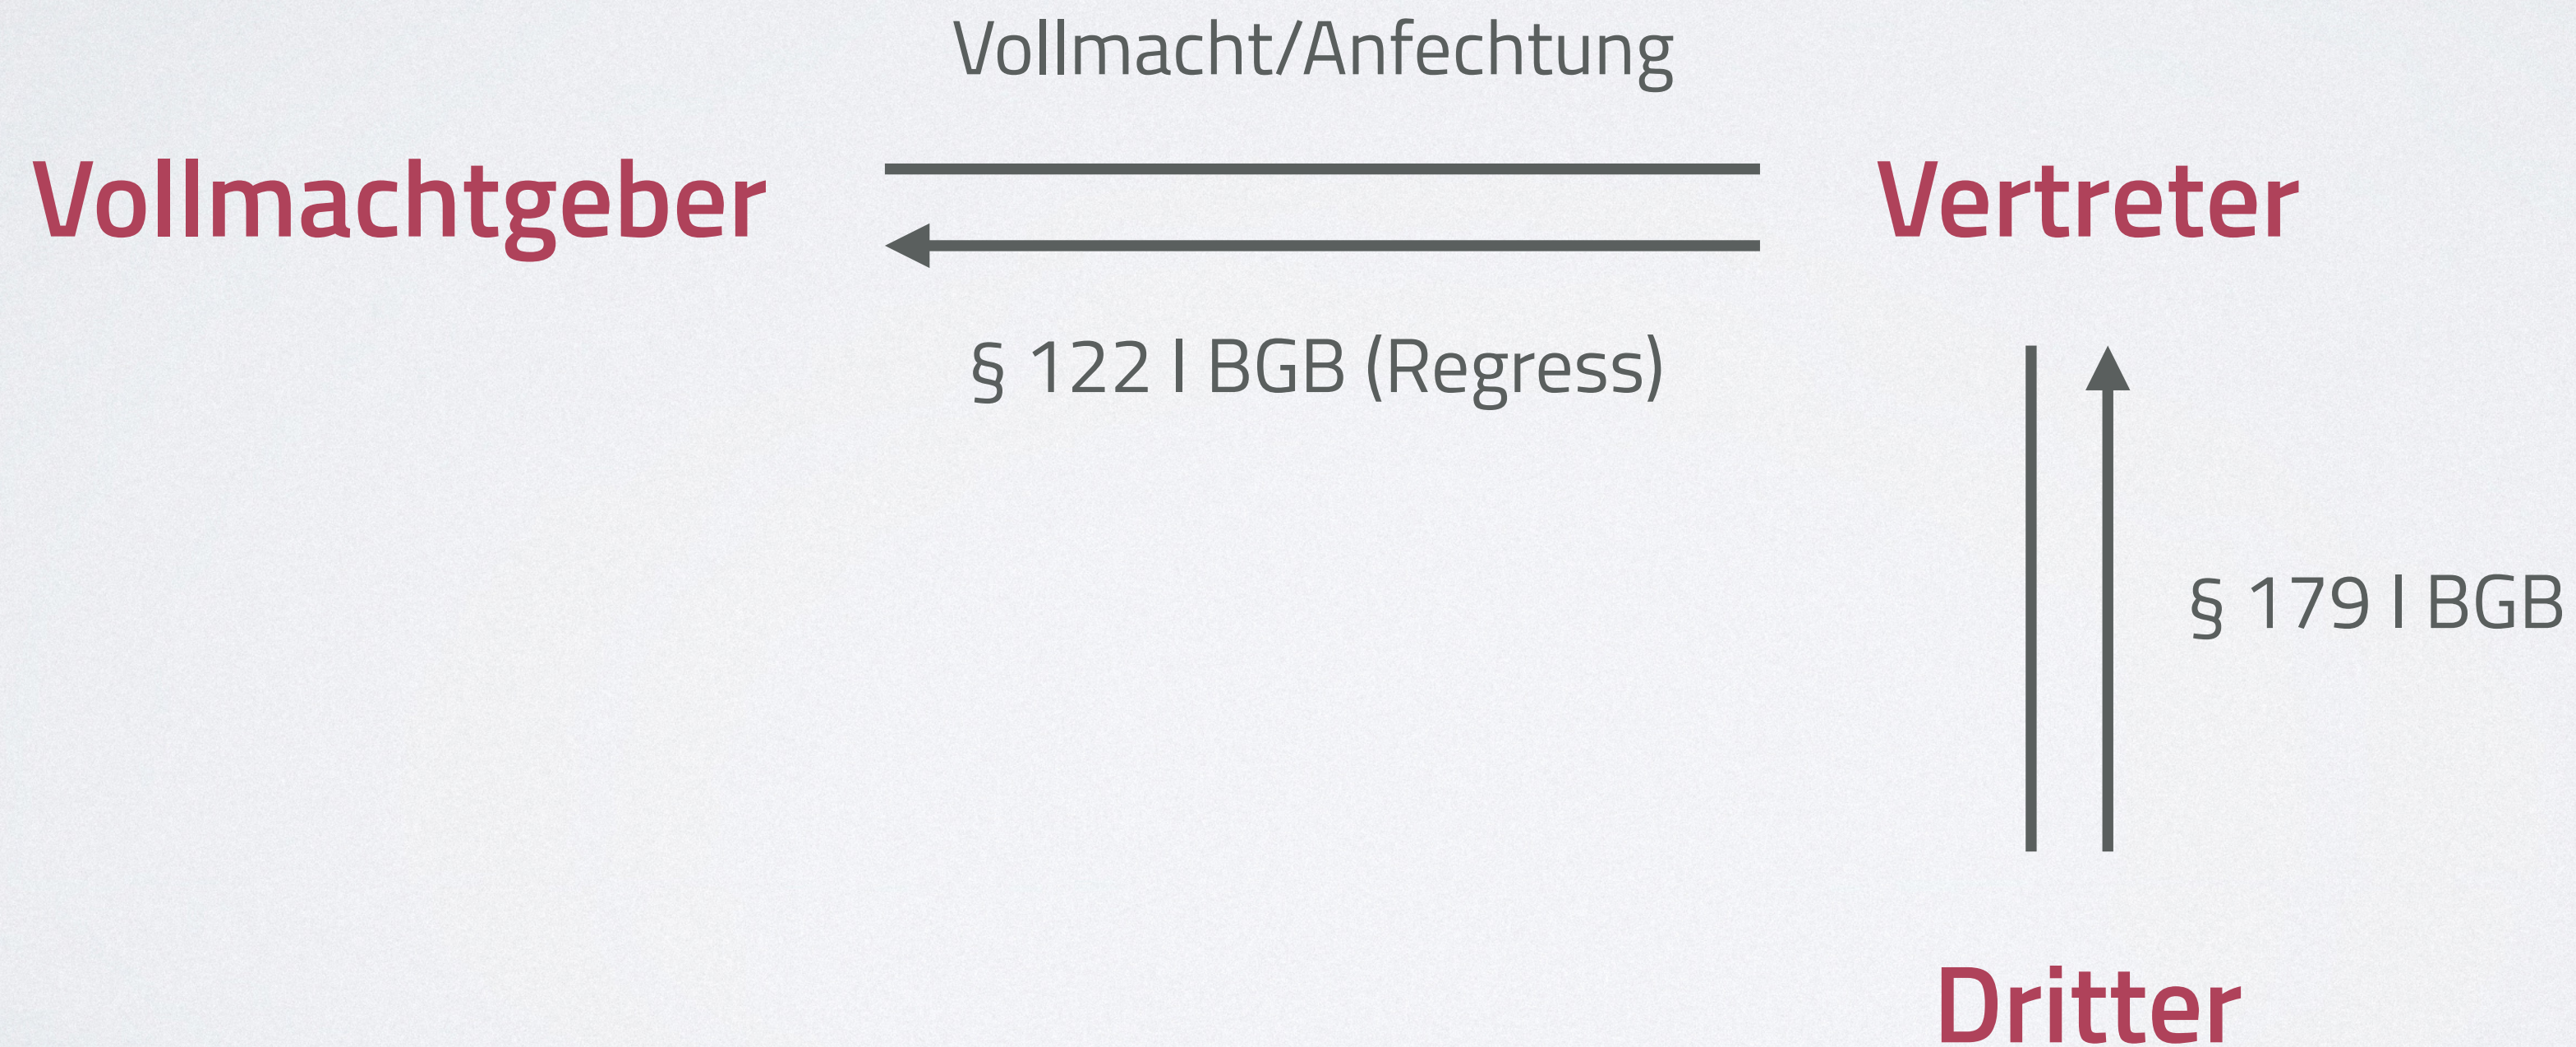 Vollmacht/Anfechtung
Vollmachtgeber
Vertreter
§ 122 I BGB (Regress)
§ 179 I BGB
Dritter